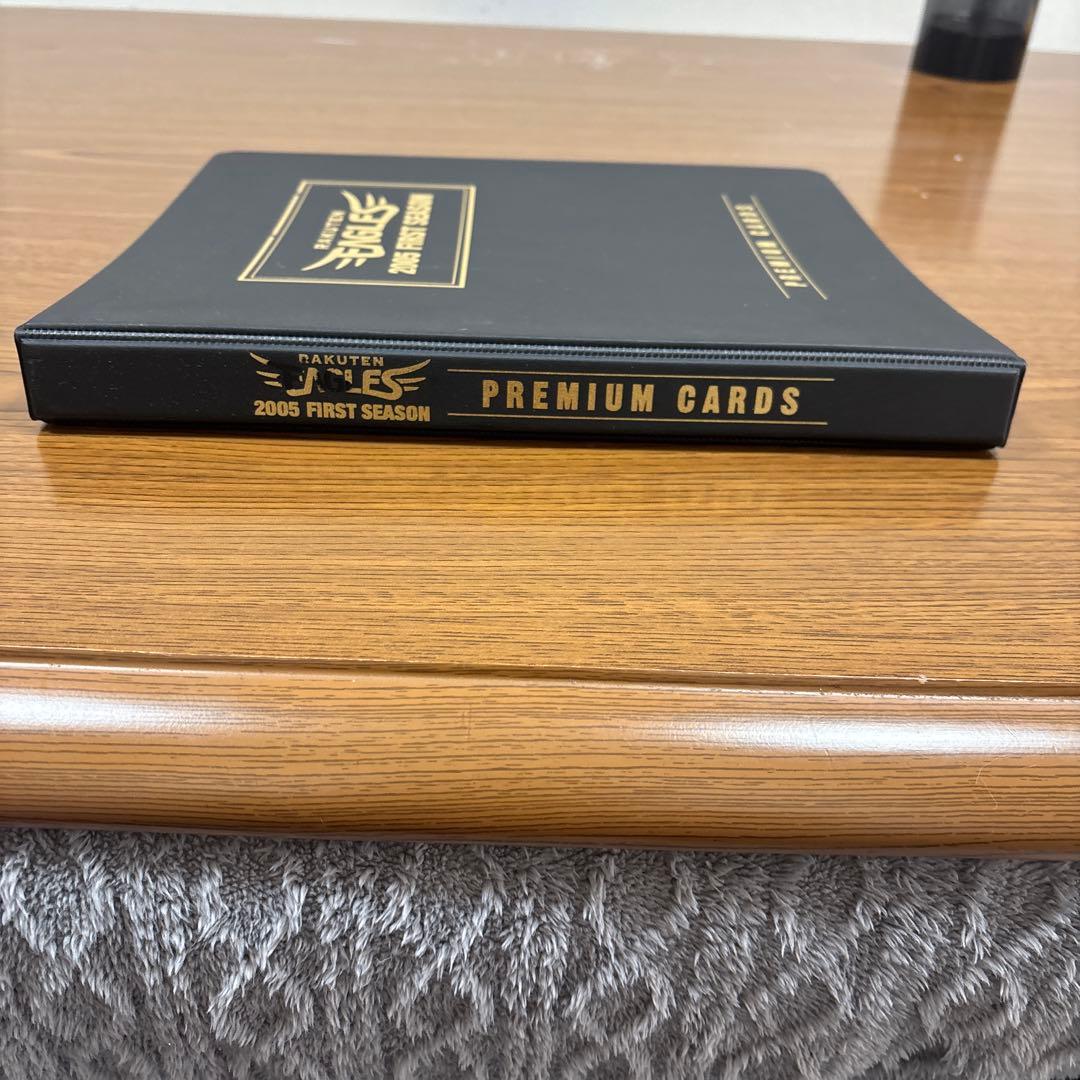 RAKUTEN
EAGLES
2005 FIRST SEASON
PREMIUM CARDS
RAKUTEN
EAGLES
2005 FIRST SEASON
PREMIUM CARDS